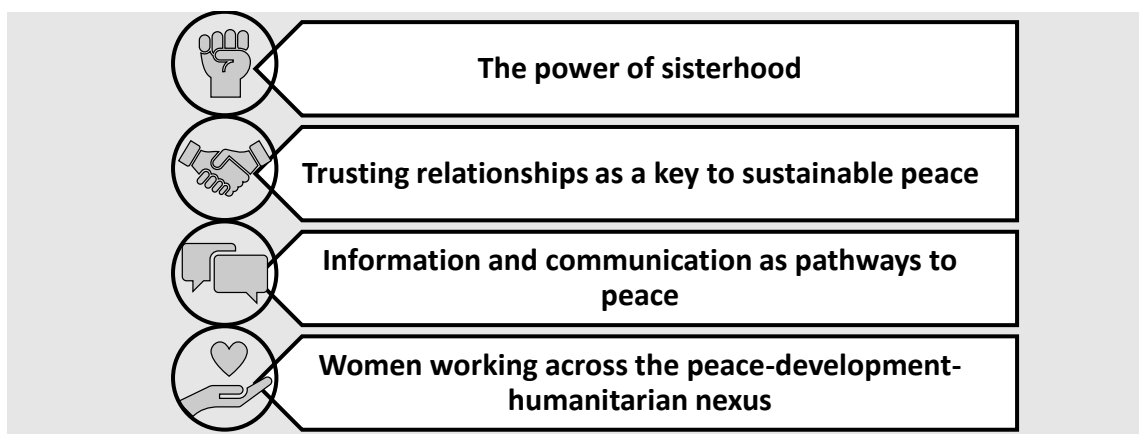 The power of sisterhood
Trusting relationships as a key to sustainable peace
Information and communication as pathways to
peace
Women working across the peace-development-
humanitarian nexus